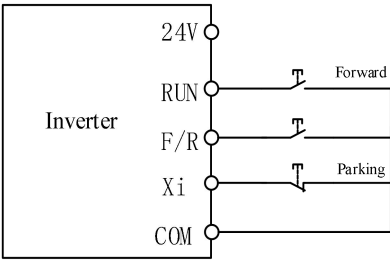 24V
Forward
RUN
Inverter
F/R
Parking
Xi
COM